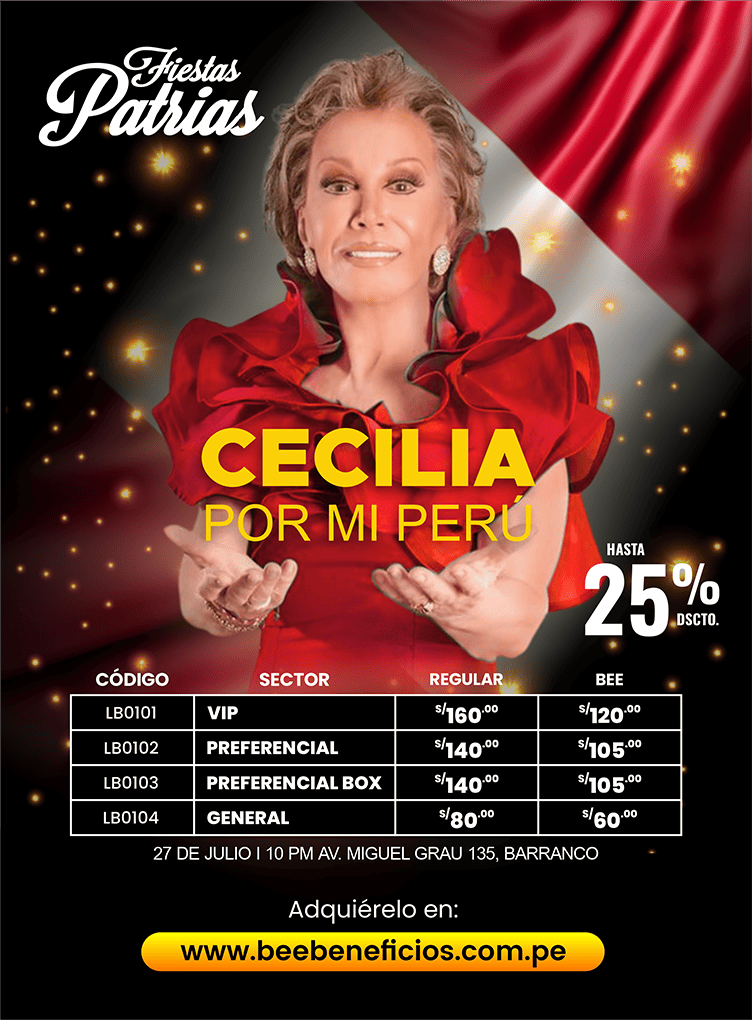 Fiestas
Patrias
CECILIA
POR MI PERÚ
HASTA
25%
DSCTO.
CÓDIGO SECTOR REGULAR BEE
LB0101 VIP S/160.00 S/120.00
LB0102 PREFERENCIAL S/140.00 S/105.00
LB0103 PREFERENCIAL BOX S/140.00 S/105.00
LB0104 GENERAL S/80.00 S/60.00
27 DE JULIO I 10 PM AV. MIGUEL GRAU 135, BARRANCO
Adquiérelo en:
www.beebeneficios.com.pe